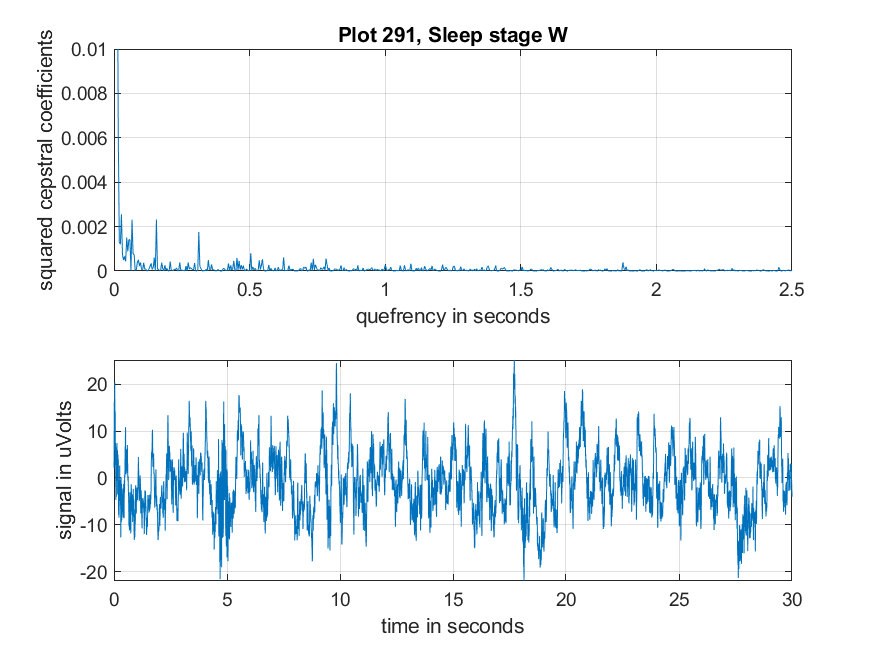 Plot 291, Sleep stage W
squared cepstral coefficients
0.01
0.008
0.006
0.004
0.002
0
0 0.5 1 1.5 2 2.5
quefrency in seconds
signal in uVolts
20
10
0
-10
-20
0 5 10 15 20 25 30
time in seconds